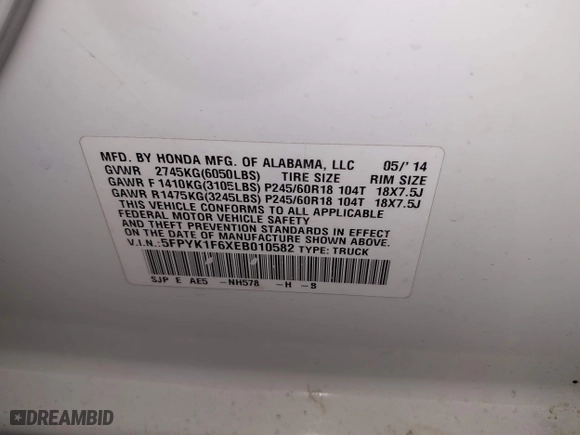 MFD. BY HONDA MFG. OF ALABAMA, LLC 05/'14
GVWR 2745KG(6050LBS) TIRE SIZE RIM SIZE
GAWR F 1410KG(3105LBS) P245/60R18 104T 18X7.5J
GAWR R1475KG(3245LBS) P245/60R18 104T 18X7.5J
THIS VEHICLE CONFORMS TO ALL APPLICABLE
FEDERAL MOTOR VEHICLE SAFETY
AND THEFT PREVENTION STANDARDS IN EFFECT
ON THE DATE OF MANUFACTURE SHOWN ABOVE.
V.I.N.:5FPYK1F6XEB010582 TYPE: TRUCK
SJP E AE5 -NH578 -H -B
DREAMBID